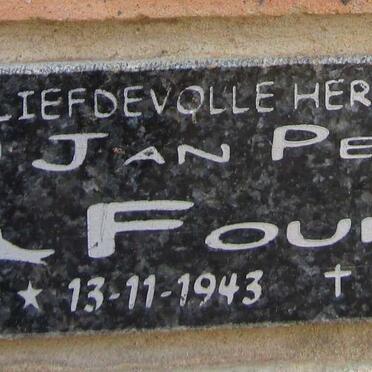 LIEFDEVOLLE HER
JAN PE
FOU
★ 13-11-1943 ✝